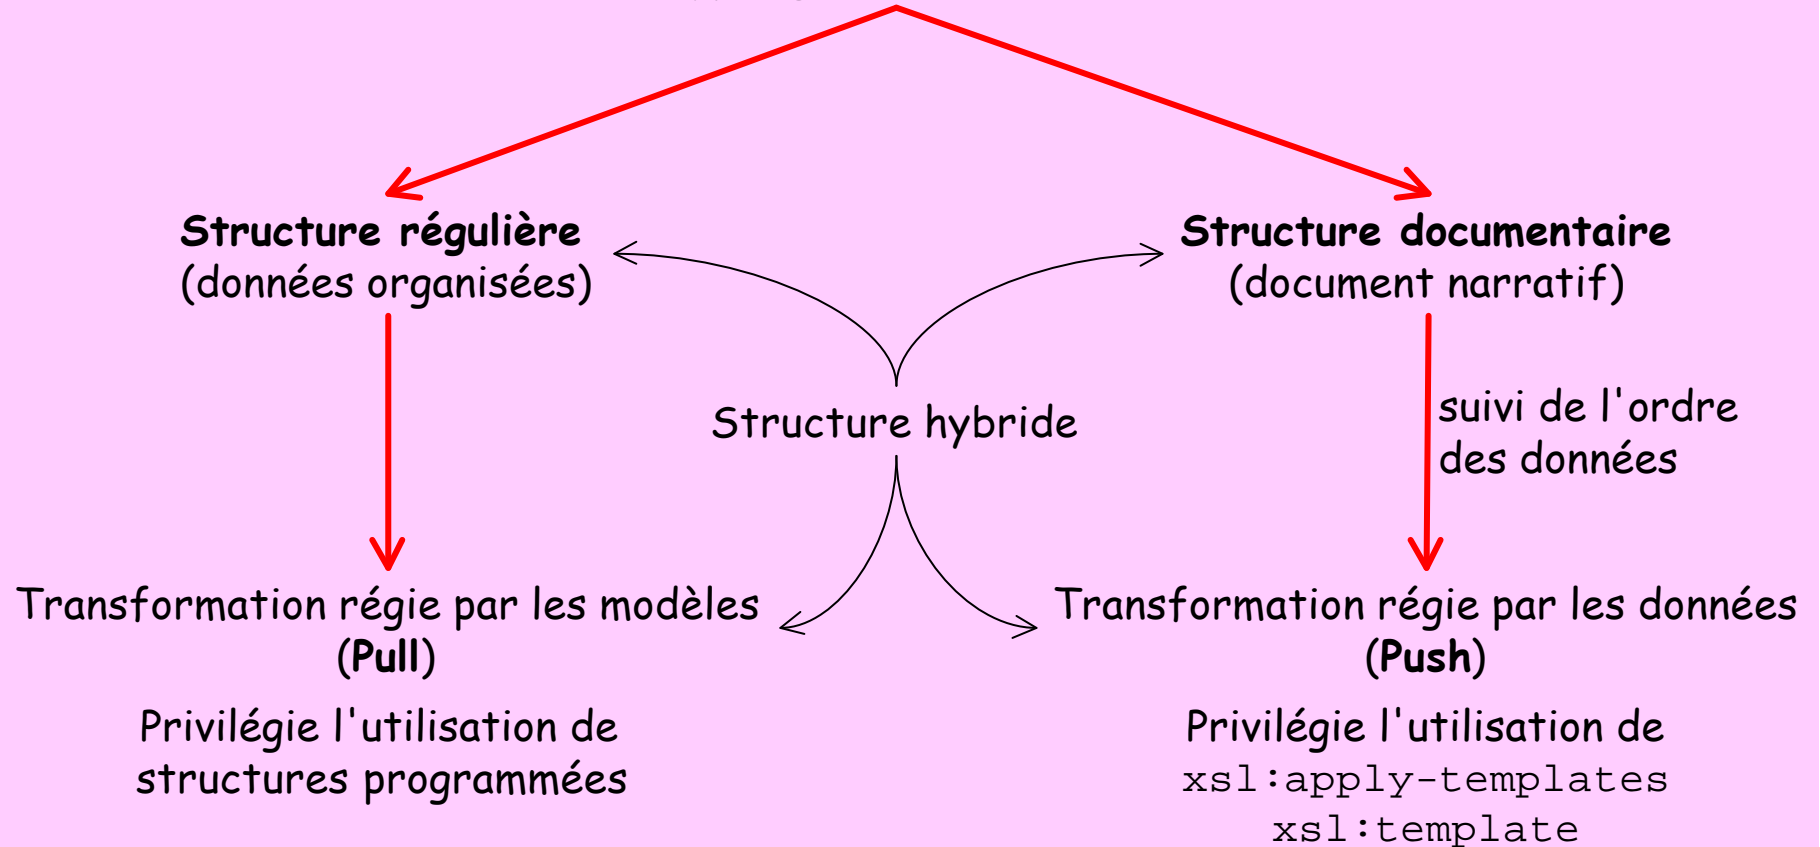 Structure régulière
(données organisées)
Structure documentaire
(document narratif)
Structure hybride
suivi de l'ordre
des données
Transformation régie par les modèles
(Pull)
Transformation régie par les données
(Push)
Privilégie l'utilisation de
structures programmées
Privilégie l'utilisation de
xsl:apply-templates
xsl:template